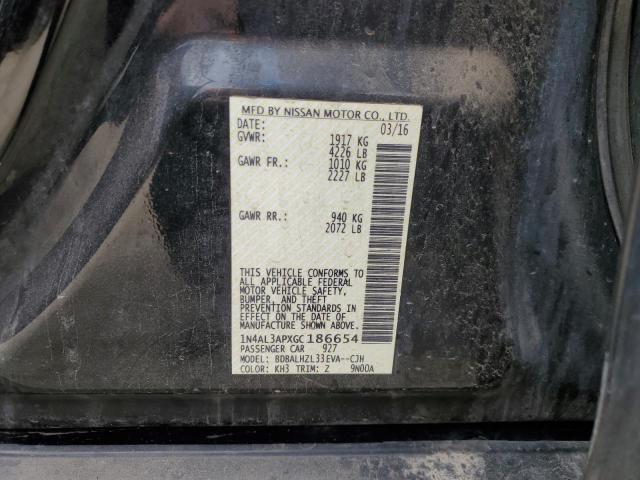 MFD BY NISSAN MOTOR CO., LTD.
DATE: 03/16
GVWR: 1917 KG
4226 LB
GAWR FR.: 1010 KG
2227 LB
GAWR RR.: 940 KG
2072 LB
THIS VEHICLE CONFORMS TO
ALL APPLICABLE FEDERAL
MOTOR VEHICLE SAFETY,
BUMPER, AND THEFT
PREVENTION STANDARDS IN
EFFECT ON THE DATE OF
MANUFACTURE SHOWN ABOVE.
1N4AL3APXGC186654
PASSENGER CAR 927
MODEL: BDBALHZL33EVA--CJH
COLOR: KH3 TRIM: Z 9N00A